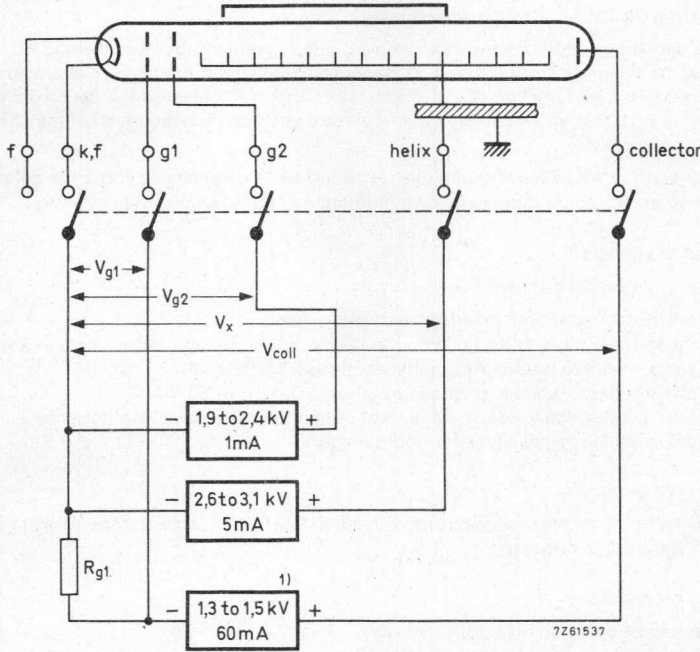 f k,f g1 g2 helix collector
Vg1
Vg2
Vx
Vcoll
− 1,9 to 2,4 kV +
1mA
− 2,6 to 3,1 kV +
5mA
Rg1.
1)
− 1,3 to 1,5 kV +
60mA
7Z61537